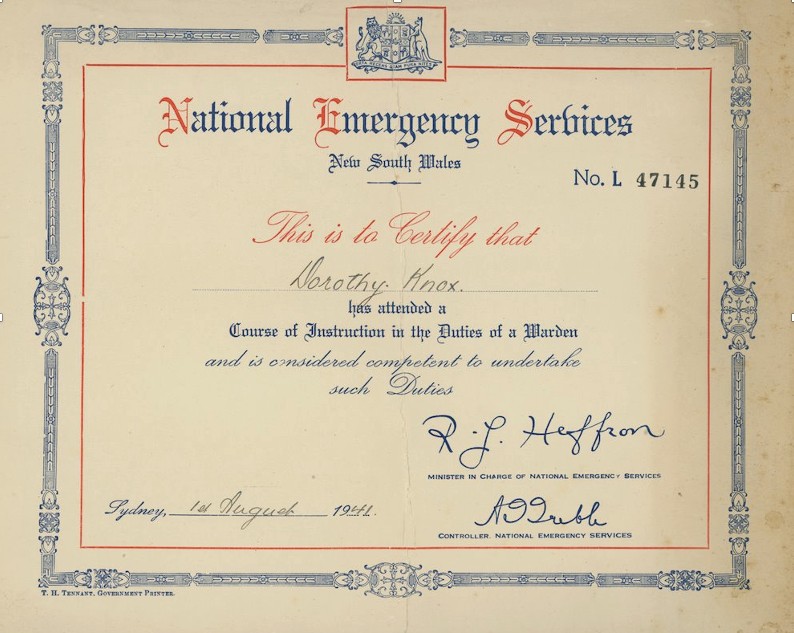 National Emergency Services
New South Wales
No. L 47145
This is to Certify that
Dorothy Knox.
has attended a
Course of Instruction in the Duties of a Warden
and is considered competent to undertake
such Duties
R. J. Heffron
MINISTER IN CHARGE OF NATIONAL EMERGENCY SERVICES
Sydney, 1st August 1941.
CONTROLLER, NATIONAL EMERGENCY SERVICES
T. H. TENNANT, GOVERNMENT PRINTER.